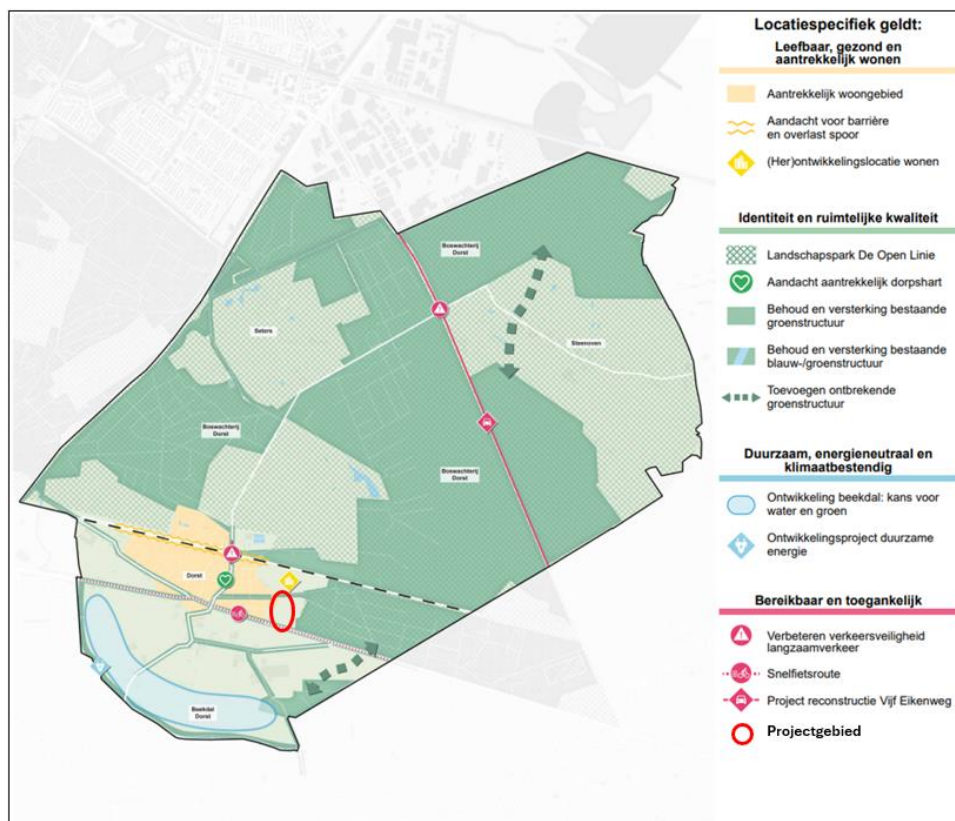 Locatiespecifiek geldt:
Leefbaar, gezond en
aantrekkelijk wonen
Aantrekkelijk woongebied
Aandacht voor barrière
en overlast spoor
(Her)ontwikkelingslocatie wonen
Identiteit en ruimtelijke kwaliteit
Landschapspark De Open Linie
Aandacht aantrekkelijk dorpshart
Behoud en versterking bestaande
groenstructuur
Behoud en versterking bestaande
blauw-/groenstructuur
Toevoegen ontbrekende
groenstructuur
Duurzaam, energieneutraal en
klimaatbestendig
Ontwikkeling beekdal: kans voor
water en groen
Ontwikkelingsproject duurzame
energie
Bereikbaar en toegankelijk
Verbeteren verkeersveiligheid
langzaamverkeer
Snelfietsroute
Project reconstructie Vijf Eikenweg
Projectgebied
Boswachterij
Dorst
Seters
Steenoven
Boswachterij
Dorst
Boswachterij
Dorst
Dorst
Beekdal
Dorst